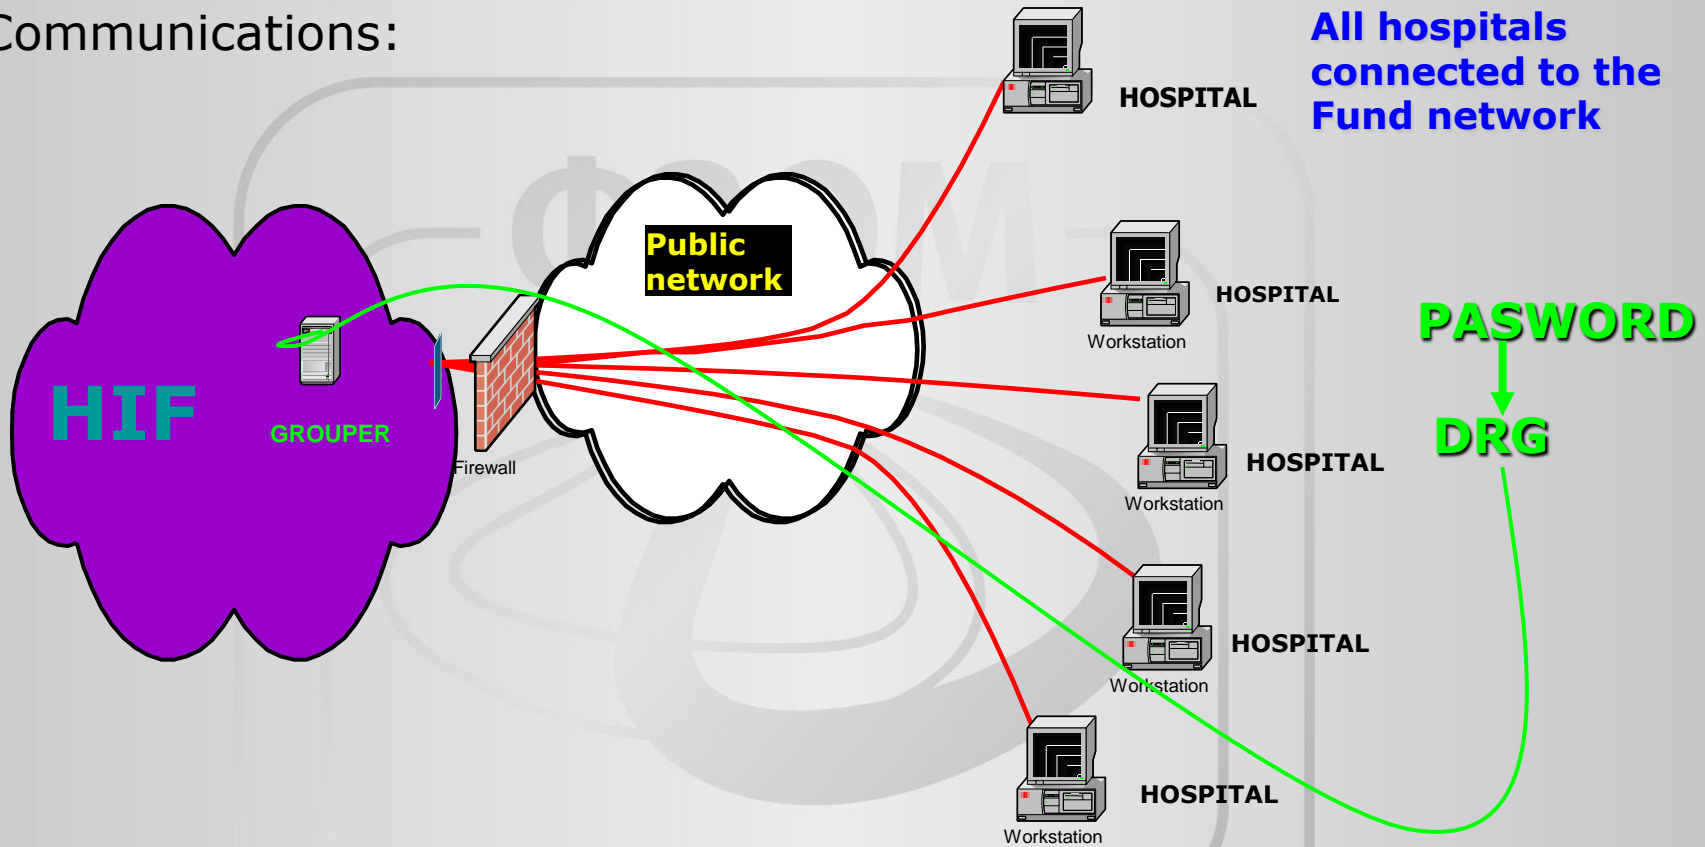 Communications:
All hospitals
connected to the
Fund network
HOSPITAL
Public
network
HOSPITAL
Workstation
PASWORD
DRG
HIF
GROUPER
Firewall
HOSPITAL
Workstation
HOSPITAL
Workstation
HOSPITAL
Workstation
ФЗОМ